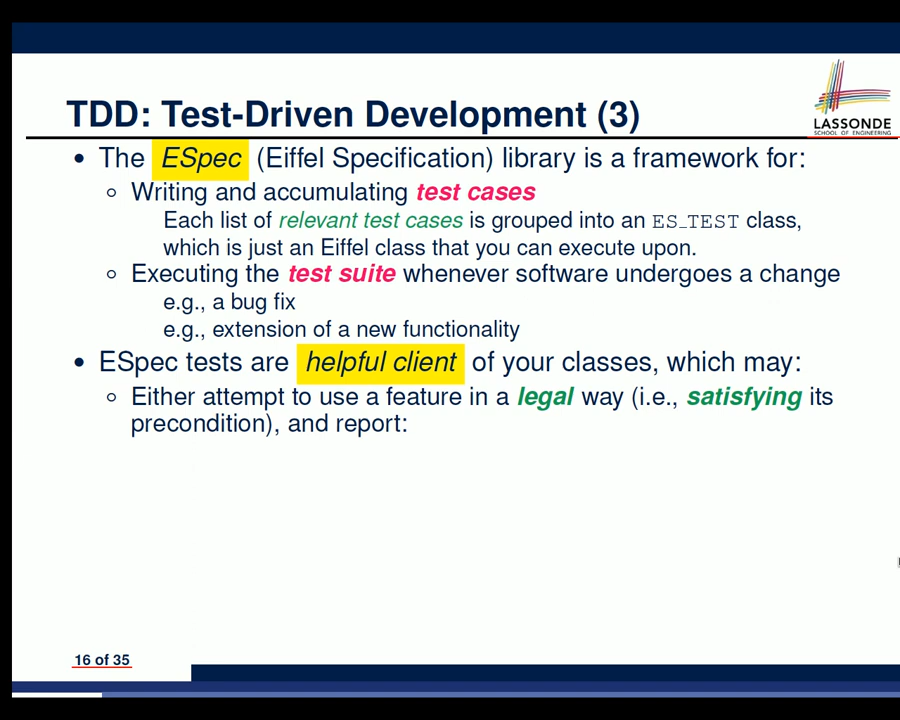 TDD: Test-Driven Development (3)
LASSONDE
SCHOOL OF ENGINEERING
• The ESpec (Eiffel Specification) library is a framework for:
◦ Writing and accumulating test cases
Each list of relevant test cases is grouped into an ES_TEST class,
which is just an Eiffel class that you can execute upon.
◦ Executing the test suite whenever software undergoes a change
e.g., a bug fix
e.g., extension of a new functionality
• ESpec tests are helpful client of your classes, which may:
◦ Either attempt to use a feature in a legal way (i.e., satisfying its
precondition), and report:
16 of 35